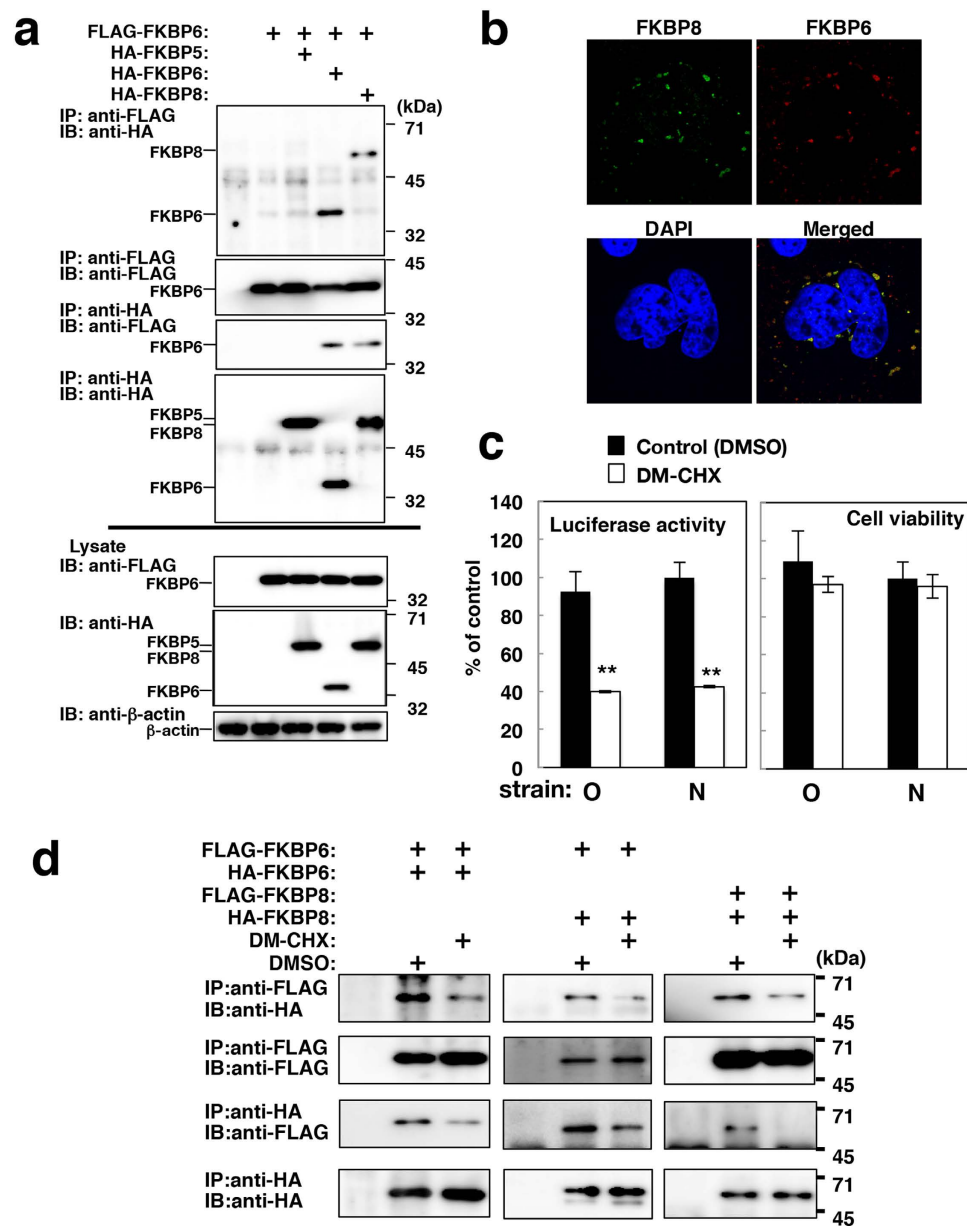 a
FLAG-FKBP6: + + + +
HA-FKBP5: +
HA-FKBP6: +
HA-FKBP8: +
(kDa)
IP: anti-FLAG
IB: anti-HA
71
FKBP8
45
FKBP6
32
IP: anti-FLAG
IB: anti-FLAG
45
FKBP6
32
IP: anti-HA
IB: anti-FLAG
FKBP6
32
IP: anti-HA
IB: anti-HA
FKBP5
FKBP8
45
FKBP6
32
Lysate
IB: anti-FLAG
FKBP6
32
71
IB: anti-HA
FKBP5
FKBP8
45
FKBP6
32
IB: anti-β-actin
β-actin
b
FKBP8 FKBP6
DAPI Merged
c
Control (DMSO)
DM-CHX
% of control
140
120
100
80
60
40
20
0
Luciferase activity
** **
Cell viability
strain: O N O N
d
FLAG-FKBP6: + + + +
HA-FKBP6: + +
FLAG-FKBP8: + +
HA-FKBP8: + + + +
DM-CHX: + + +
DMSO: + + +
(kDa)
IP:anti-FLAG
IB:anti-HA
71
45
IP:anti-FLAG
IB:anti-FLAG
71
45
IP:anti-HA
IB:anti-FLAG
71
45
IP:anti-HA
IB:anti-HA
71
45